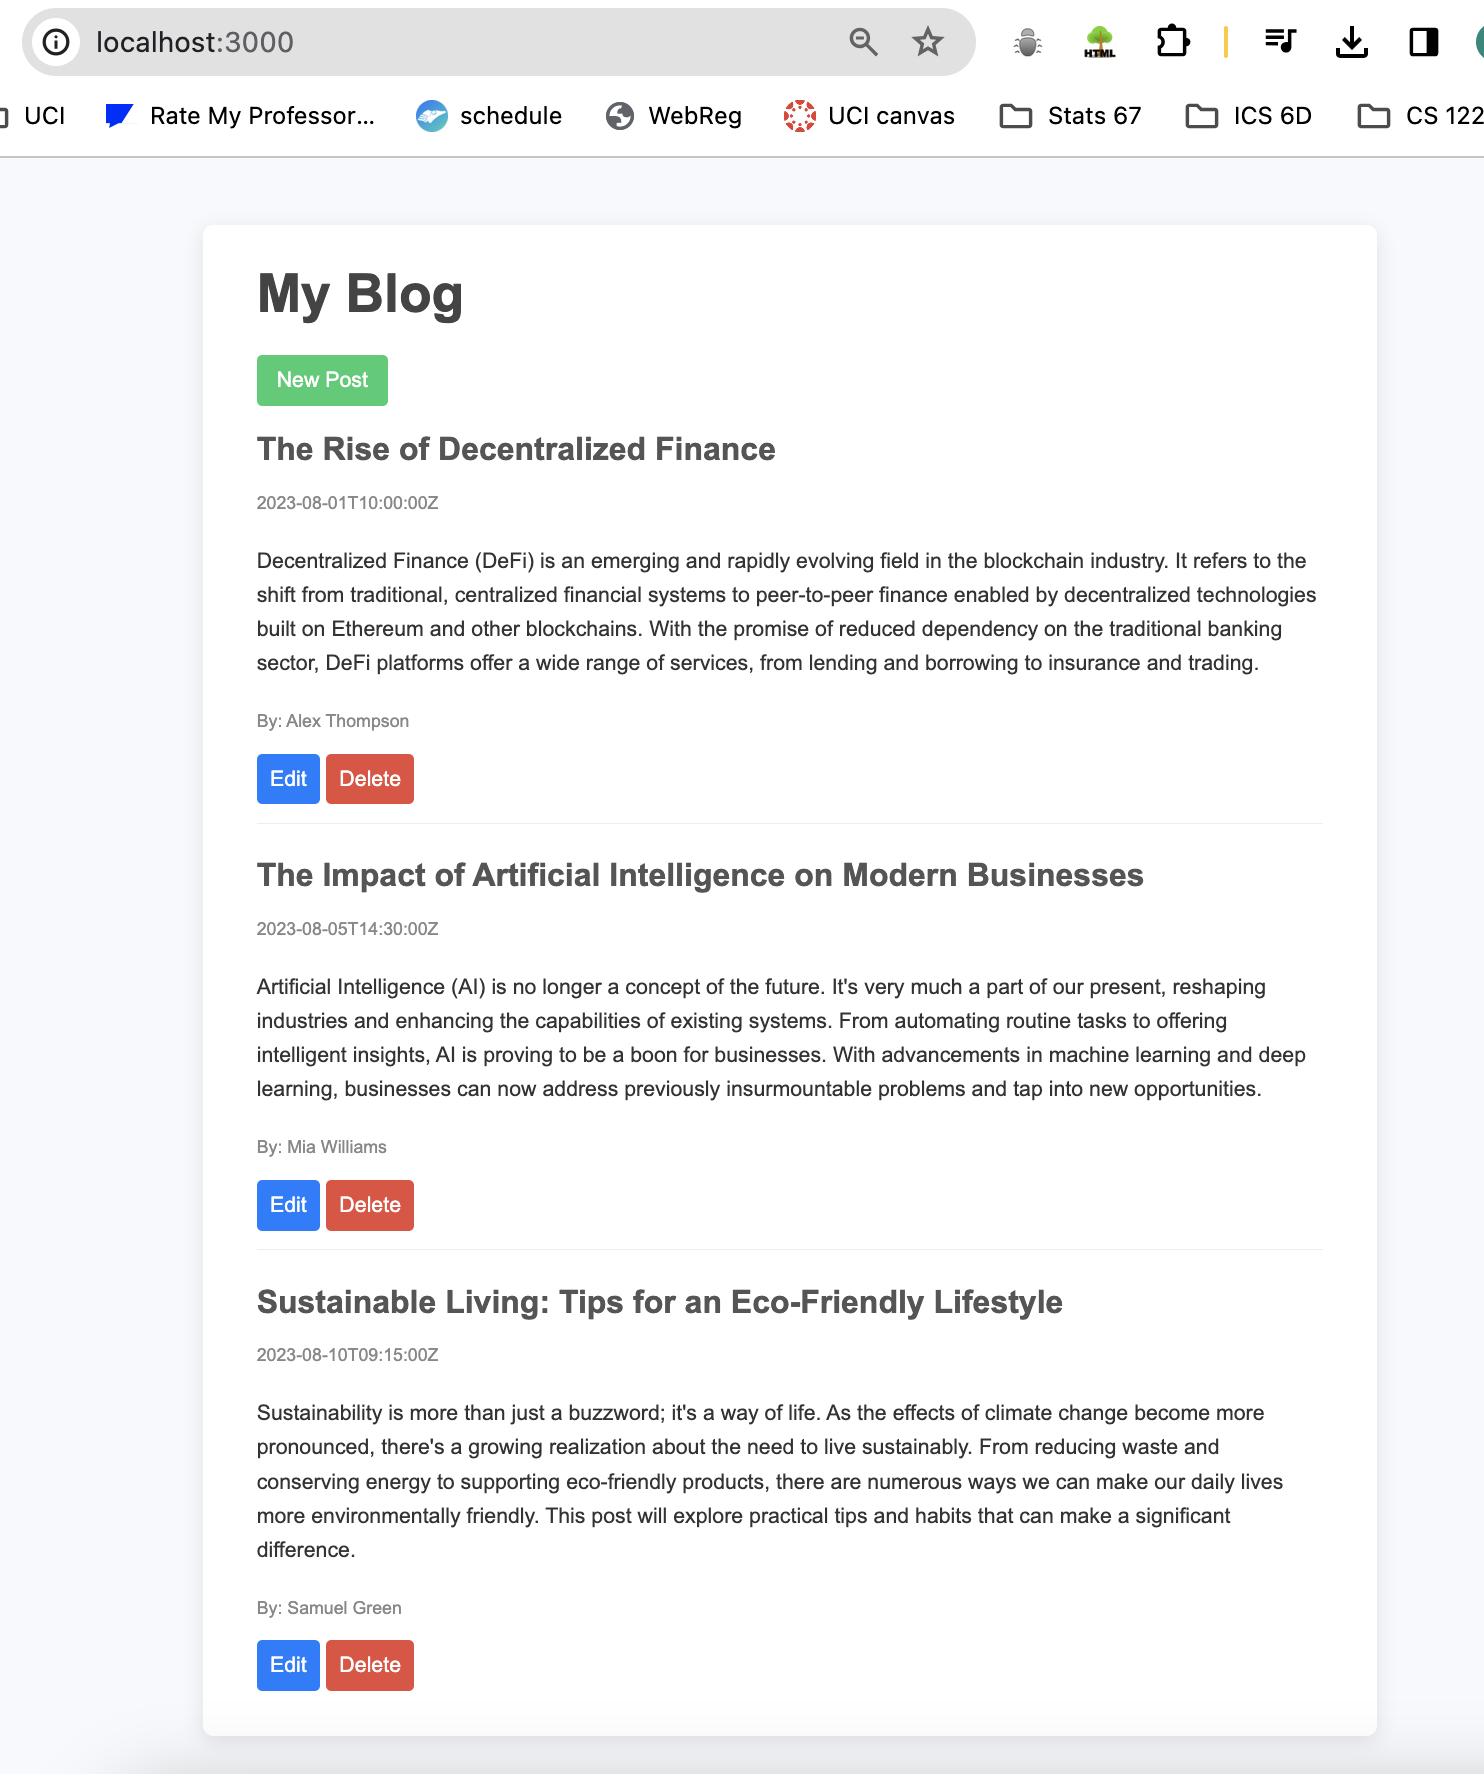 localhost:3000
HTML
UCI Rate My Professor... schedule WebReg UCI canvas Stats 67 ICS 6D CS 122
My Blog
New Post
The Rise of Decentralized Finance
2023-08-01T10:00:00Z
Decentralized Finance (DeFi) is an emerging and rapidly evolving field in the blockchain industry. It refers to the
shift from traditional, centralized financial systems to peer-to-peer finance enabled by decentralized technologies
built on Ethereum and other blockchains. With the promise of reduced dependency on the traditional banking
sector, DeFi platforms offer a wide range of services, from lending and borrowing to insurance and trading.
By: Alex Thompson
Edit Delete
The Impact of Artificial Intelligence on Modern Businesses
2023-08-05T14:30:00Z
Artificial Intelligence (AI) is no longer a concept of the future. It's very much a part of our present, reshaping
industries and enhancing the capabilities of existing systems. From automating routine tasks to offering
intelligent insights, AI is proving to be a boon for businesses. With advancements in machine learning and deep
learning, businesses can now address previously insurmountable problems and tap into new opportunities.
By: Mia Williams
Edit Delete
Sustainable Living: Tips for an Eco-Friendly Lifestyle
2023-08-10T09:15:00Z
Sustainability is more than just a buzzword; it's a way of life. As the effects of climate change become more
pronounced, there's a growing realization about the need to live sustainably. From reducing waste and
conserving energy to supporting eco-friendly products, there are numerous ways we can make our daily lives
more environmentally friendly. This post will explore practical tips and habits that can make a significant
difference.
By: Samuel Green
Edit Delete